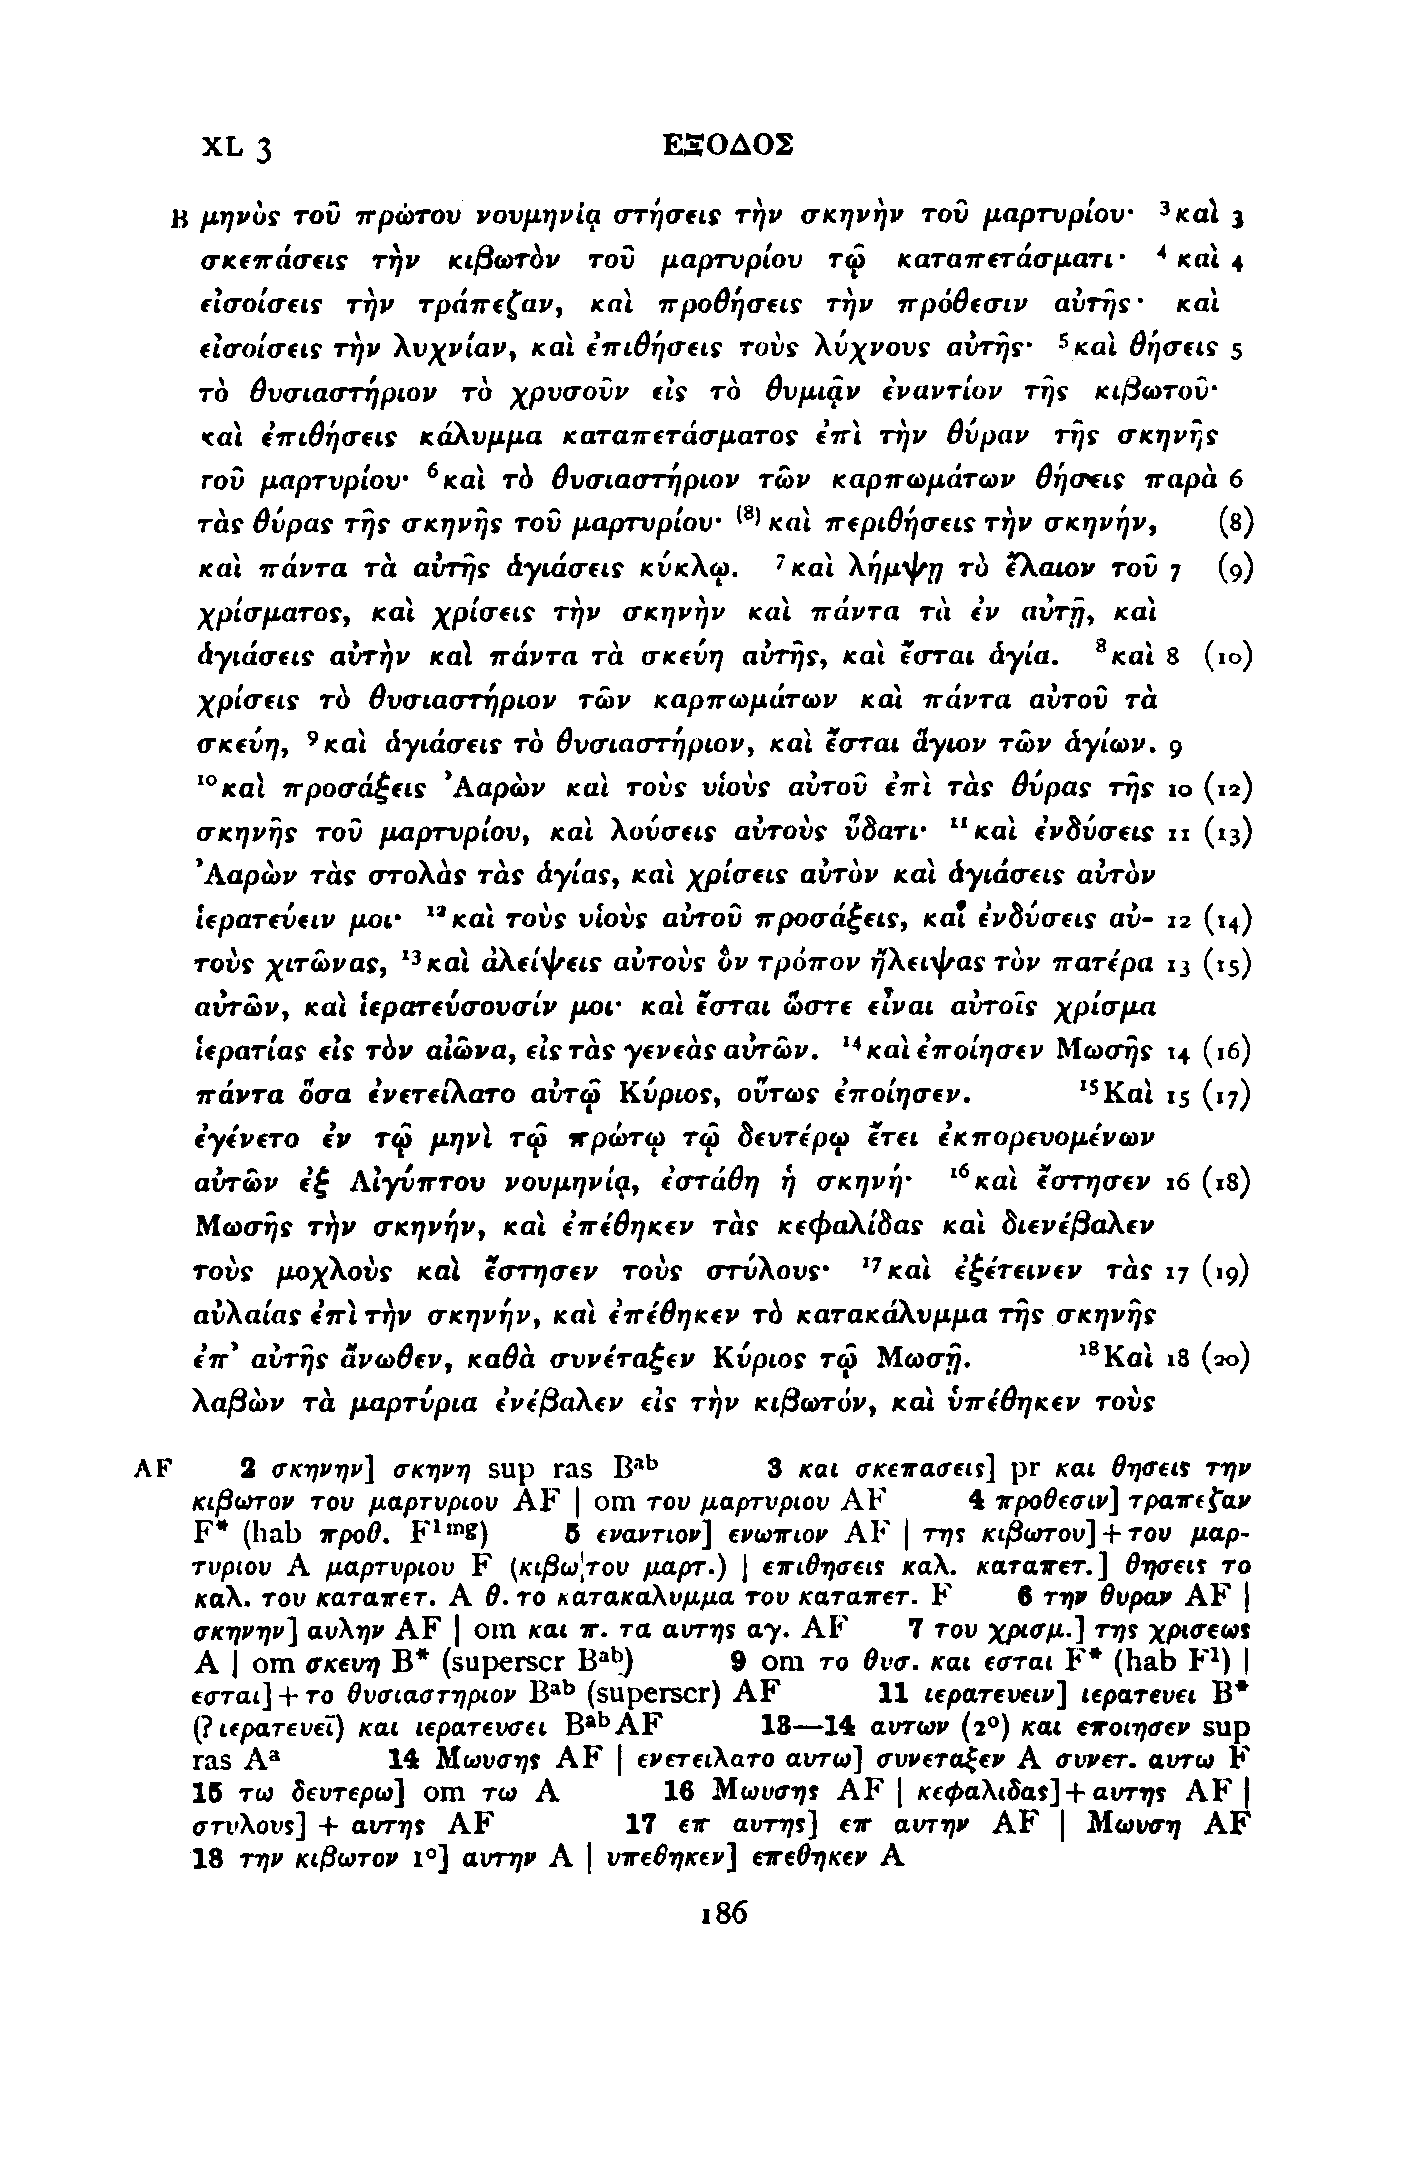 XL 3 ΕΞΟΔΟΣ
B μηνὸς τοῦ πρώτου νουμηνίᾳ στήσεις τὴν σκηνὴν τοῦ μαρτυρίου· ³καὶ 3
σκεπάσεις τὴν κιβωτὸν τοῦ μαρτυρίου τῷ καταπετάσματι· ⁴καὶ 4
εἰσοίσεις τὴν τράπεζαν, καὶ προθήσεις τὴν πρόθεσιν αὐτῆς· καὶ
εἰσοίσεις τὴν λυχνίαν, καὶ ἐπιθήσεις τοὺς λύχνους αὐτῆς· ⁵καὶ θήσεις 5
τὸ θυσιαστήριον τὸ χρυσοῦν εἰς τὸ θυμιᾷν ἐναντίον τῆς κιβωτοῦ·
καὶ ἐπιθήσεις κάλυμμα καταπετάσματος ἐπὶ τὴν θύραν τῆς σκηνῆς
τοῦ μαρτυρίου· ⁶καὶ τὸ θυσιαστήριον τῶν καρπωμάτων θήσεις παρὰ 6
τὰς θύρας τῆς σκηνῆς τοῦ μαρτυρίου· ⁽⁸⁾καὶ περιθήσεις τὴν σκηνήν, (8)
καὶ πάντα τὰ αὐτῆς ἁγιάσεις κύκλῳ. ⁷καὶ λήμψῃ τὸ ἔλαιον τοῦ 7 (9)
χρίσματος, καὶ χρίσεις τὴν σκηνὴν καὶ πάντα τὰ ἐν αὐτῇ, καὶ
ἁγιάσεις αὐτὴν καὶ πάντα τὰ σκεύη αὐτῆς, καὶ ἔσται ἁγία. ⁸καὶ 8 (10)
χρίσεις τὸ θυσιαστήριον τῶν καρπωμάτων καὶ πάντα αὐτοῦ τὰ
σκεύη, ⁹καὶ ἁγιάσεις τὸ θυσιαστήριον, καὶ ἔσται ἅγιον τῶν ἁγίων. 9
¹⁰καὶ προσάξεις Ἀαρὼν καὶ τοὺς υἱοὺς αὐτοῦ ἐπὶ τὰς θύρας τῆς 10 (12)
σκηνῆς τοῦ μαρτυρίου, καὶ λούσεις αὐτοὺς ὕδατι· ¹¹καὶ ἐνδύσεις 11 (13)
Ἀαρὼν τὰς στολὰς τὰς ἁγίας, καὶ χρίσεις αὐτὸν καὶ ἁγιάσεις αὐτὸν
ἱερατεύειν μοι· ¹²καὶ τοὺς υἱοὺς αὐτοῦ προσάξεις, καὶ ἐνδύσεις αὐ- 12 (14)
τοὺς χιτῶνας, ¹³καὶ ἀλείψεις αὐτοὺς ὃν τρόπον ἤλειψας τὸν πατέρα 13 (15)
αὐτῶν, καὶ ἱερατεύσουσίν μοι· καὶ ἔσται ὥστε εἶναι αὐτοῖς χρίσμα
ἱερατίας εἰς τὸν αἰῶνα, εἰς τὰς γενεὰς αὐτῶν. ¹⁴καὶ ἐποίησεν Μωσῆς 14 (16)
πάντα ὅσα ἐνετείλατο αὐτῷ Κύριος, οὕτως ἐποίησεν. ¹⁵Καὶ 15 (17)
ἐγένετο ἐν τῷ μηνὶ τῷ πρώτῳ τῷ δευτέρῳ ἔτει ἐκπορευομένων
αὐτῶν ἐξ Αἰγύπτου νουμηνίᾳ, ἐστάθη ἡ σκηνή· ¹⁶καὶ ἔστησεν 16 (18)
Μωσῆς τὴν σκηνήν, καὶ ἐπέθηκεν τὰς κεφαλίδας καὶ διενέβαλεν
τοὺς μοχλοὺς καὶ ἔστησεν τοὺς στύλους· ¹⁷καὶ ἐξέτεινεν τὰς 17 (19)
αὐλαίας ἐπὶ τὴν σκηνήν, καὶ ἐπέθηκεν τὸ κατακάλυμμα τῆς σκηνῆς
ἐπ᾽ αὐτῆς ἄνωθεν, καθὰ συνέταξεν Κύριος τῷ Μωσῇ. ¹⁸Καὶ 18 (20)
λαβὼν τὰ μαρτύρια ἐνέβαλεν εἰς τὴν κιβωτόν, καὶ ὑπέθηκεν τοὺς
AF 2 σκηνην] σκηνη sup ras Bᵃᵇ 3 και σκεπασεις] pr και θησεις την
κιβωτον του μαρτυριου AF | om του μαρτυριου AF 4 προθεσιν] τραπεζαν
F* (hab προθ. F¹ᵐᵍ) 5 εναντιον] ενωπιον AF | της κιβωτου]+του μαρ-
τυριου A μαρτυριου F (κιβω¦του μαρτ.) | επιθησεις καλ. καταπετ.] θησεις το
καλ. του καταπετ. A θ. το κατακαλυμμα του καταπετ. F 6 την θυραν AF |
σκηνην] αυλην AF | om και π. τα αυτης αγ. AF 7 του χρισμ.] της χρισεως
A | om σκευη B* (superscr Bᵃᵇ) 9 om το θυσ. και εσται F* (hab F¹) |
εσται]+το θυσιαστηριον Bᵃᵇ (superscr) AF 11 ιερατευειν] ιερατευει B*
(? ιερατευεῑ) και ιερατευσει BᵃᵇAF 13—14 αυτων (2°) και εποιησεν sup
ras Aᵃ 14 Μωυσης AF | ενετειλατο αυτω] συνεταξεν A συνετ. αυτω F
15 τω δευτερω] om τω A 16 Μωυσης AF | κεφαλιδας]+αυτης AF |
στυλους] + αυτης AF 17 επ αυτης] επ αυτην AF | Μωυση AF
18 την κιβωτον 1°] αυτην A | υπεθηκεν] επεθηκεν A
186